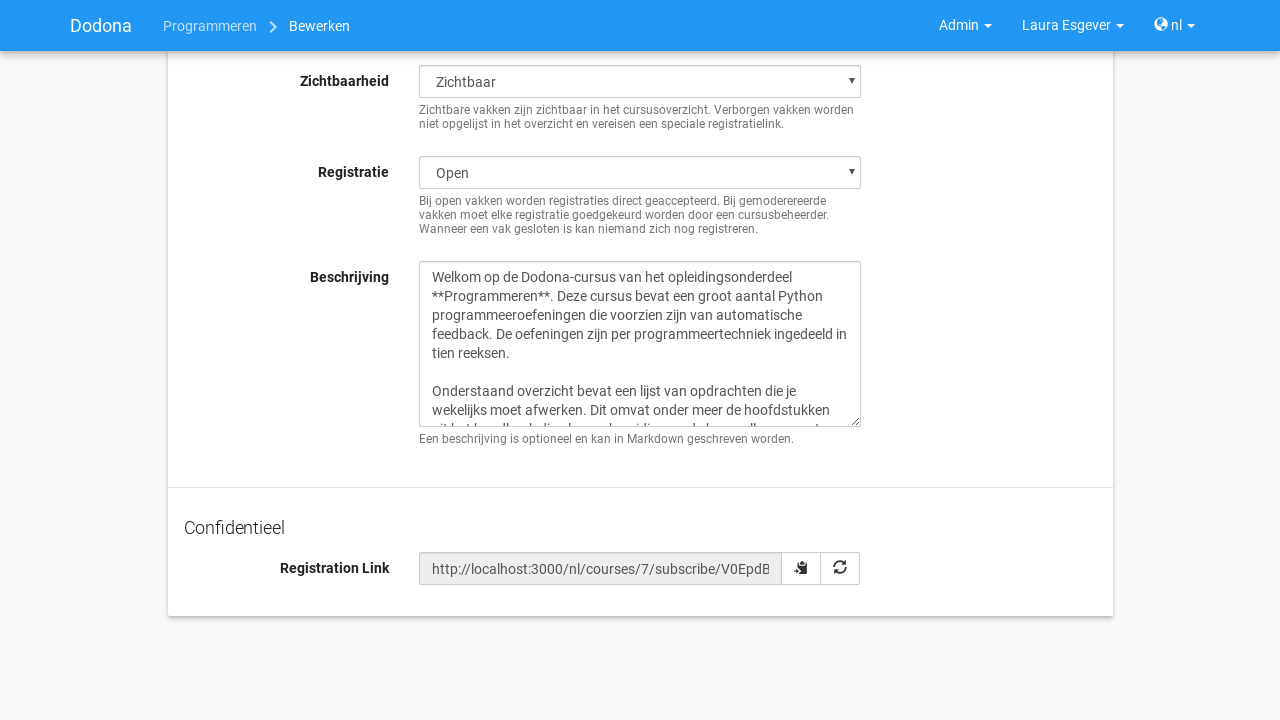 Dodona Programmeren Bewerken Admin Laura Esgever nl
Zichtbaarheid Zichtbaar
Zichtbare vakken zijn zichtbaar in het cursusoverzicht. Verborgen vakken worden
niet opgelijst in het overzicht en vereisen een speciale registratielink.
Registratie Open
Bij open vakken worden registraties direct geaccepteerd. Bij gemoderereerde
vakken moet elke registratie goedgekeurd worden door een cursusbeheerder.
Wanneer een vak gesloten is kan niemand zich nog registreren.
Beschrijving
Welkom op de Dodona-cursus van het opleidingsonderdeel
**Programmeren**. Deze cursus bevat een groot aantal Python
programmeeroefeningen die voorzien zijn van automatische
feedback. De oefeningen zijn per programmeertechniek ingedeeld in
tien reeksen.
Onderstaand overzicht bevat een lijst van opdrachten die je
wekelijks moet afwerken. Dit omvat onder meer de hoofdstukken
Een beschrijving is optioneel en kan in Markdown geschreven worden.
Confidentieel
Registration Link http://localhost:3000/nl/courses/7/subscribe/V0EpdB